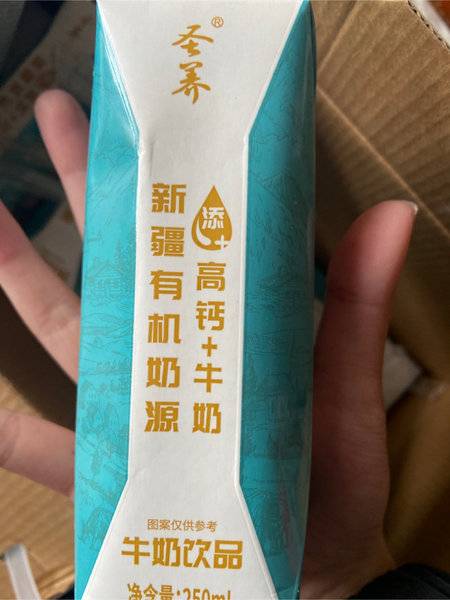 圣养®
新疆有机奶源
添+
高钙+牛奶
图案仅供参考
牛奶饮品
净含量:250mL